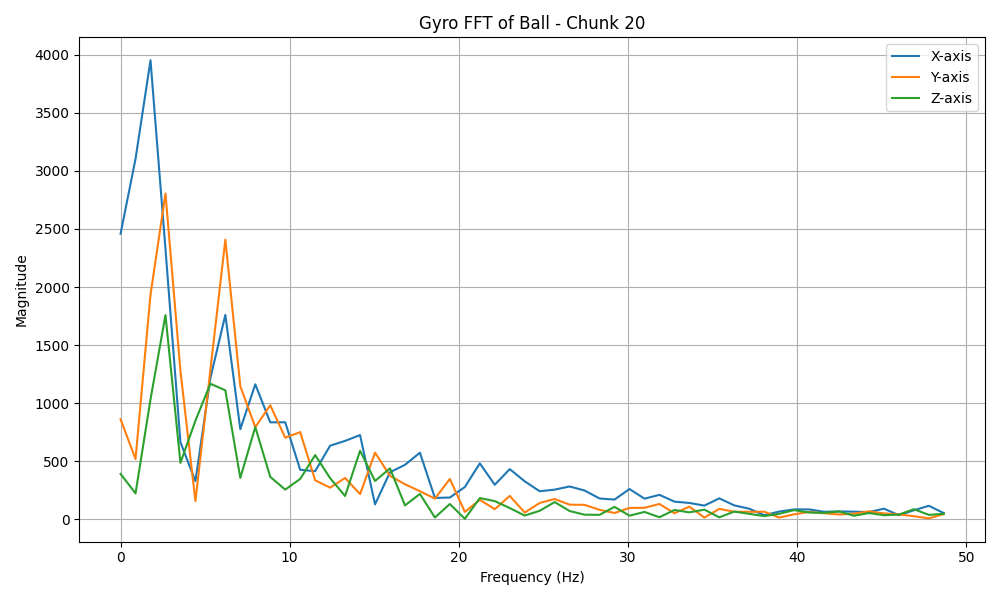 Gyro FFT of Ball - Chunk 20
X-axis
Y-axis
Z-axis
Magnitude
4000
3500
3000
2500
2000
1500
1000
500
0
0 10 20 30 40 50
Frequency (Hz)